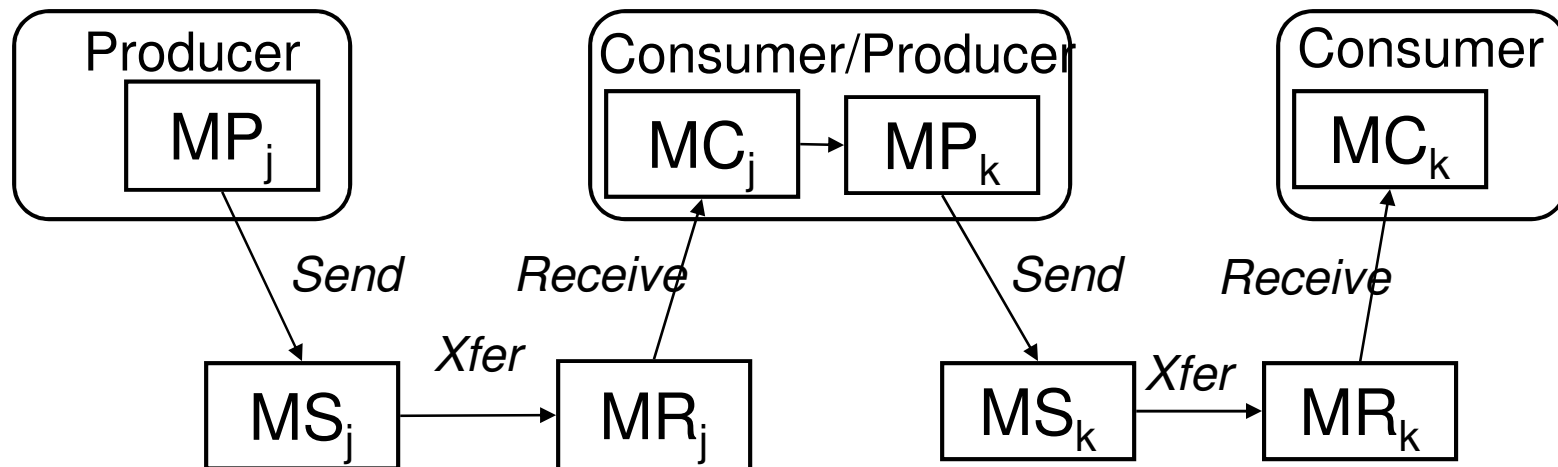 Producer
Consumer/Producer
Consumer
MPj
MCj
MPk
MCk
Send
Receive
Send
Receive
Xfer
Xfer
MSj
MRj
MSk
MRk